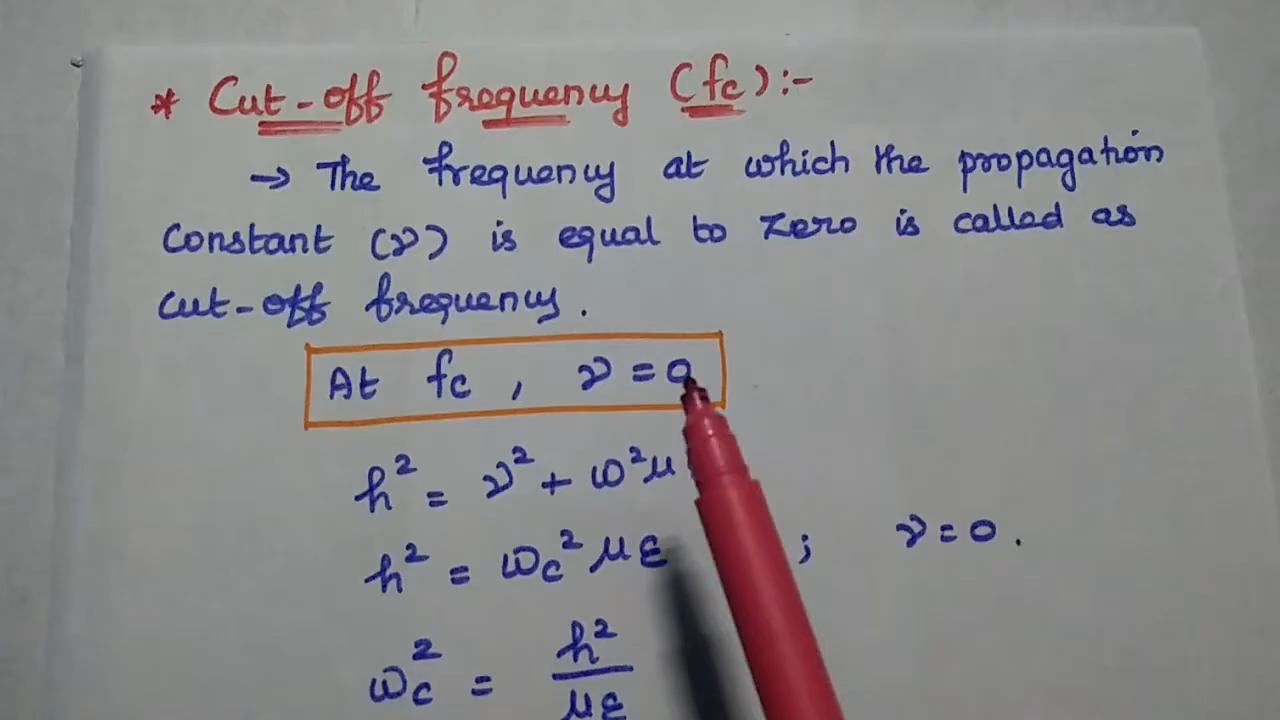 * Cut-off frequency (fc):-
→ The frequency at which the propagation
Constant (γ) is equal to zero is called as
cut-off frequency.
At fc , γ = 0
h² = γ² + ω²μ
h² = ωc² με ; γ = 0 .
ωc² = h²/με